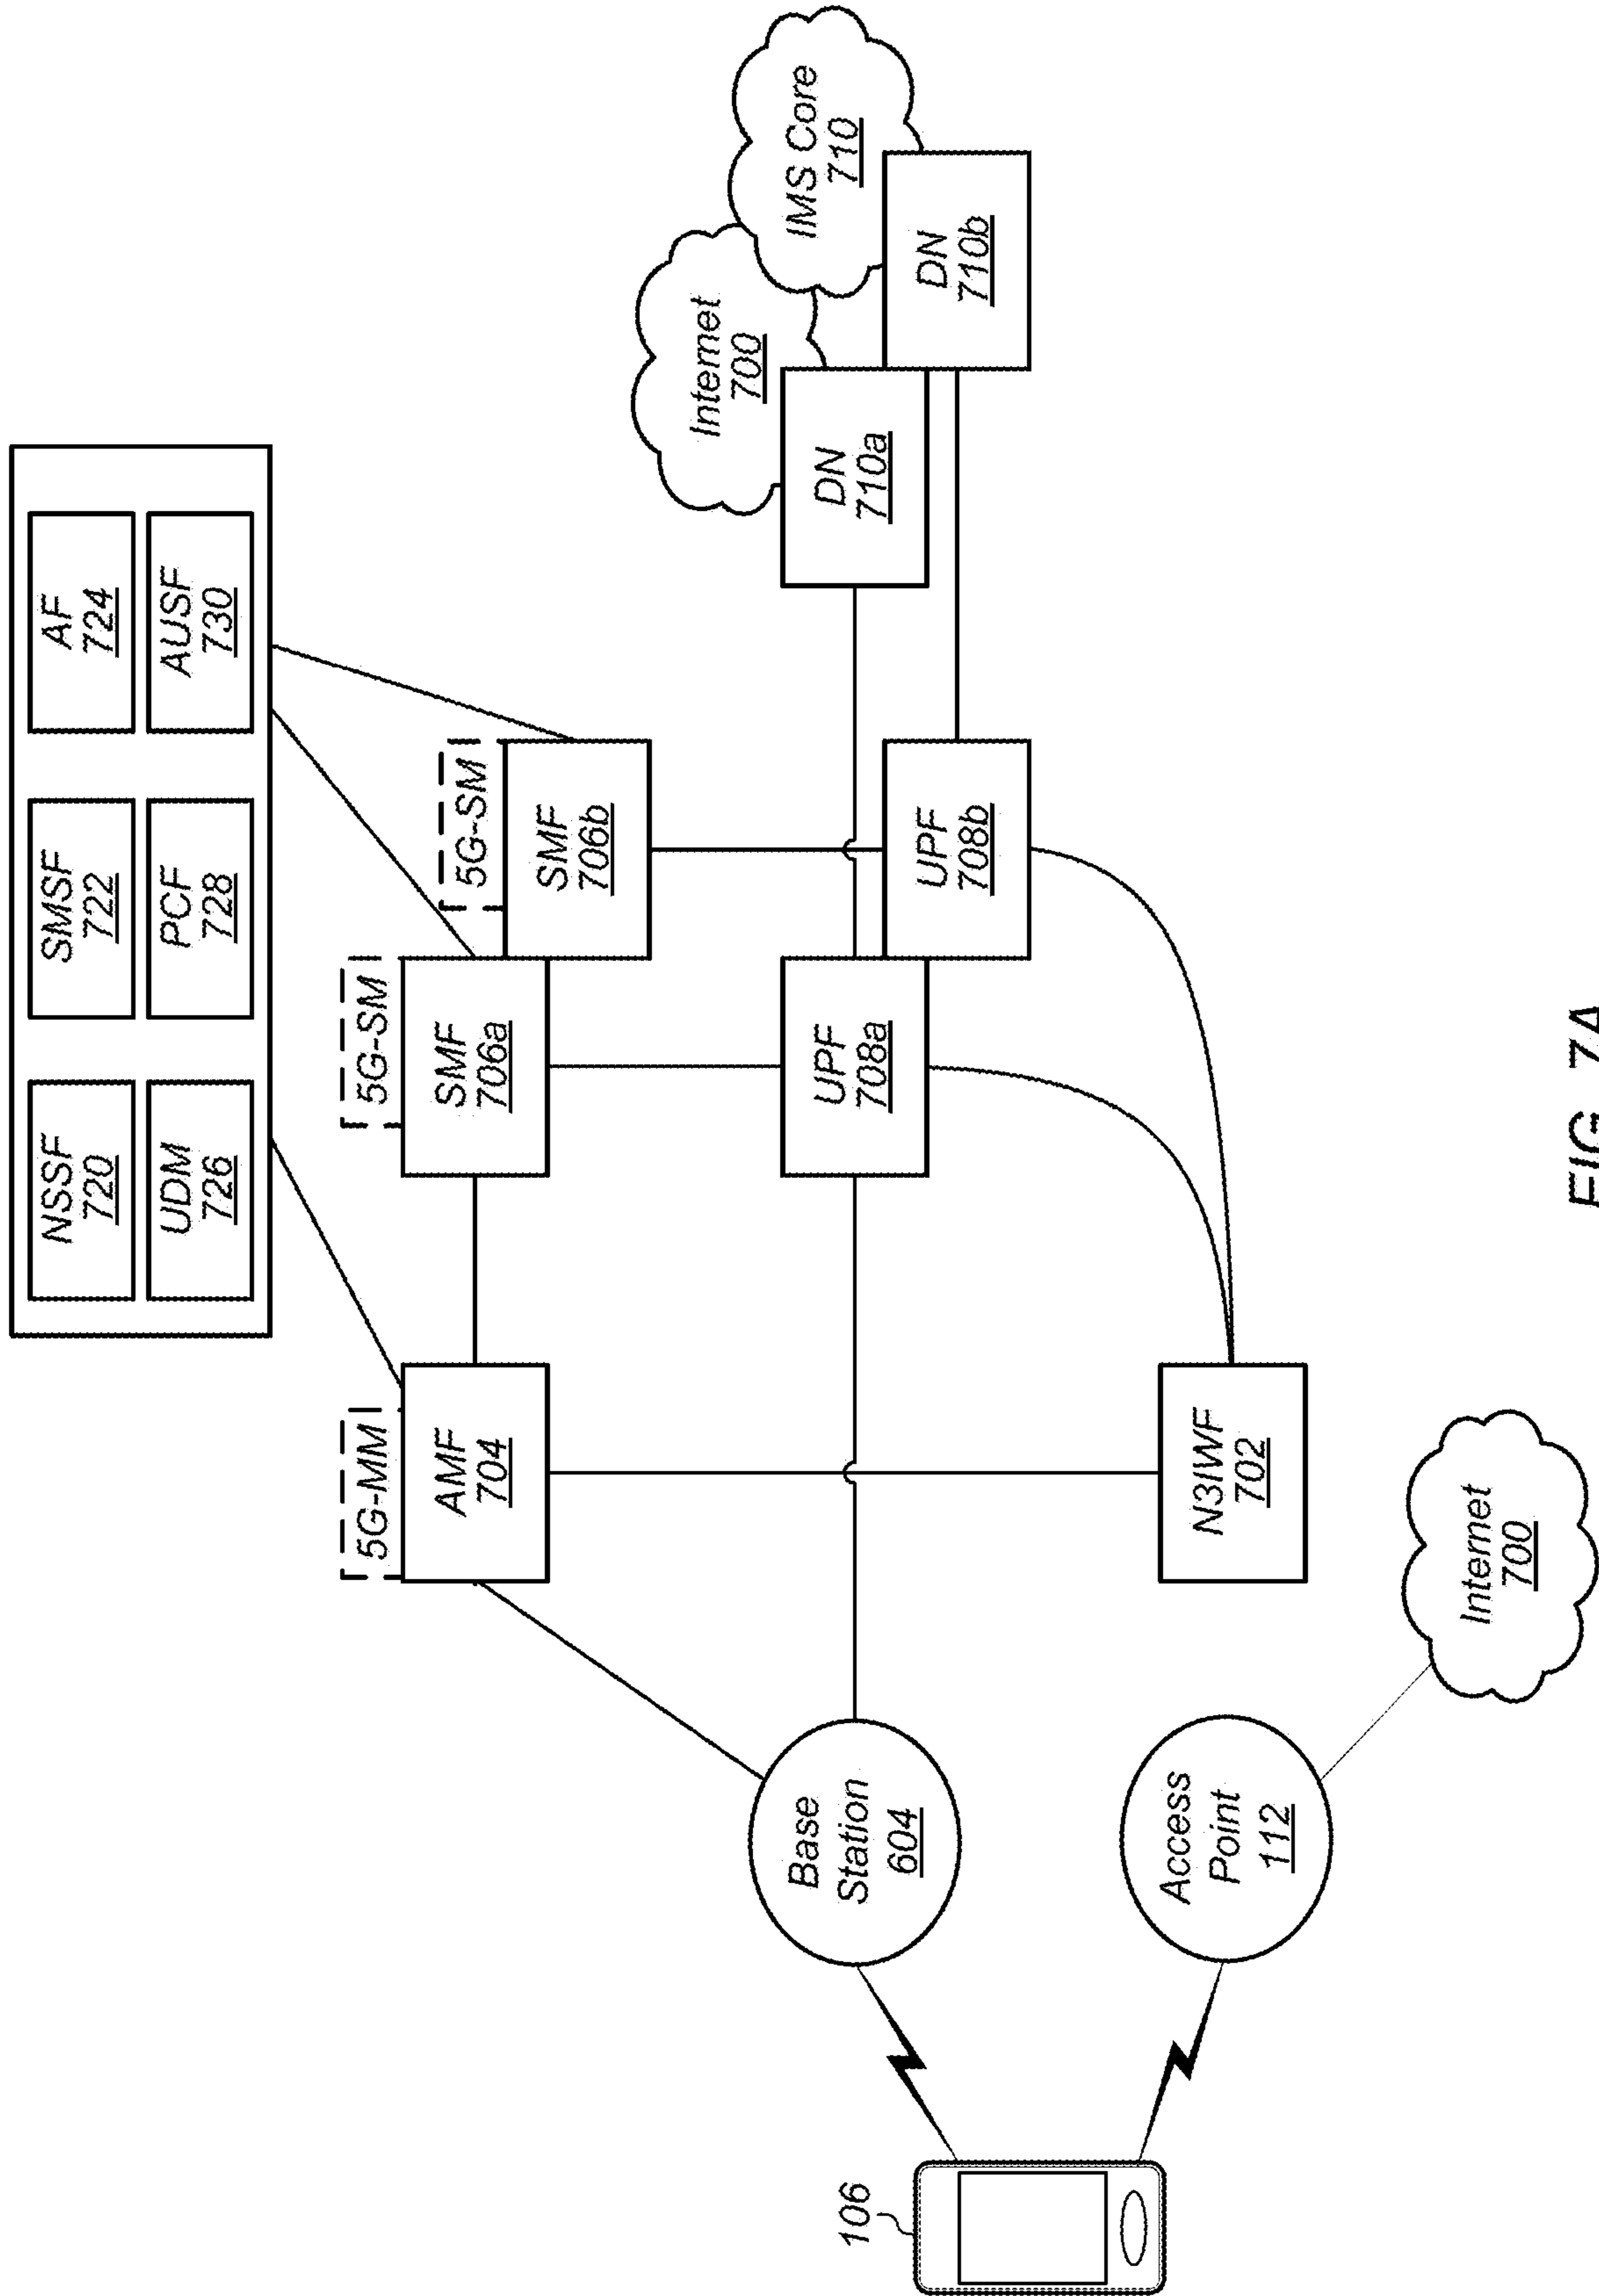 NSSF
720
SMSF
722
AF
724
UDM
726
PCF
728
AUSF
730
5G-MM
AMF
704
5G-SM
SMF
706a
5G-SM
SMF
706b
Internet
700
IMS Core
710
Base
Station
604
UPF
708a
UPF
708b
DN
710a
DN
710b
106
Access
Point
112
N3IWF
702
Internet
700
FIG. 7A